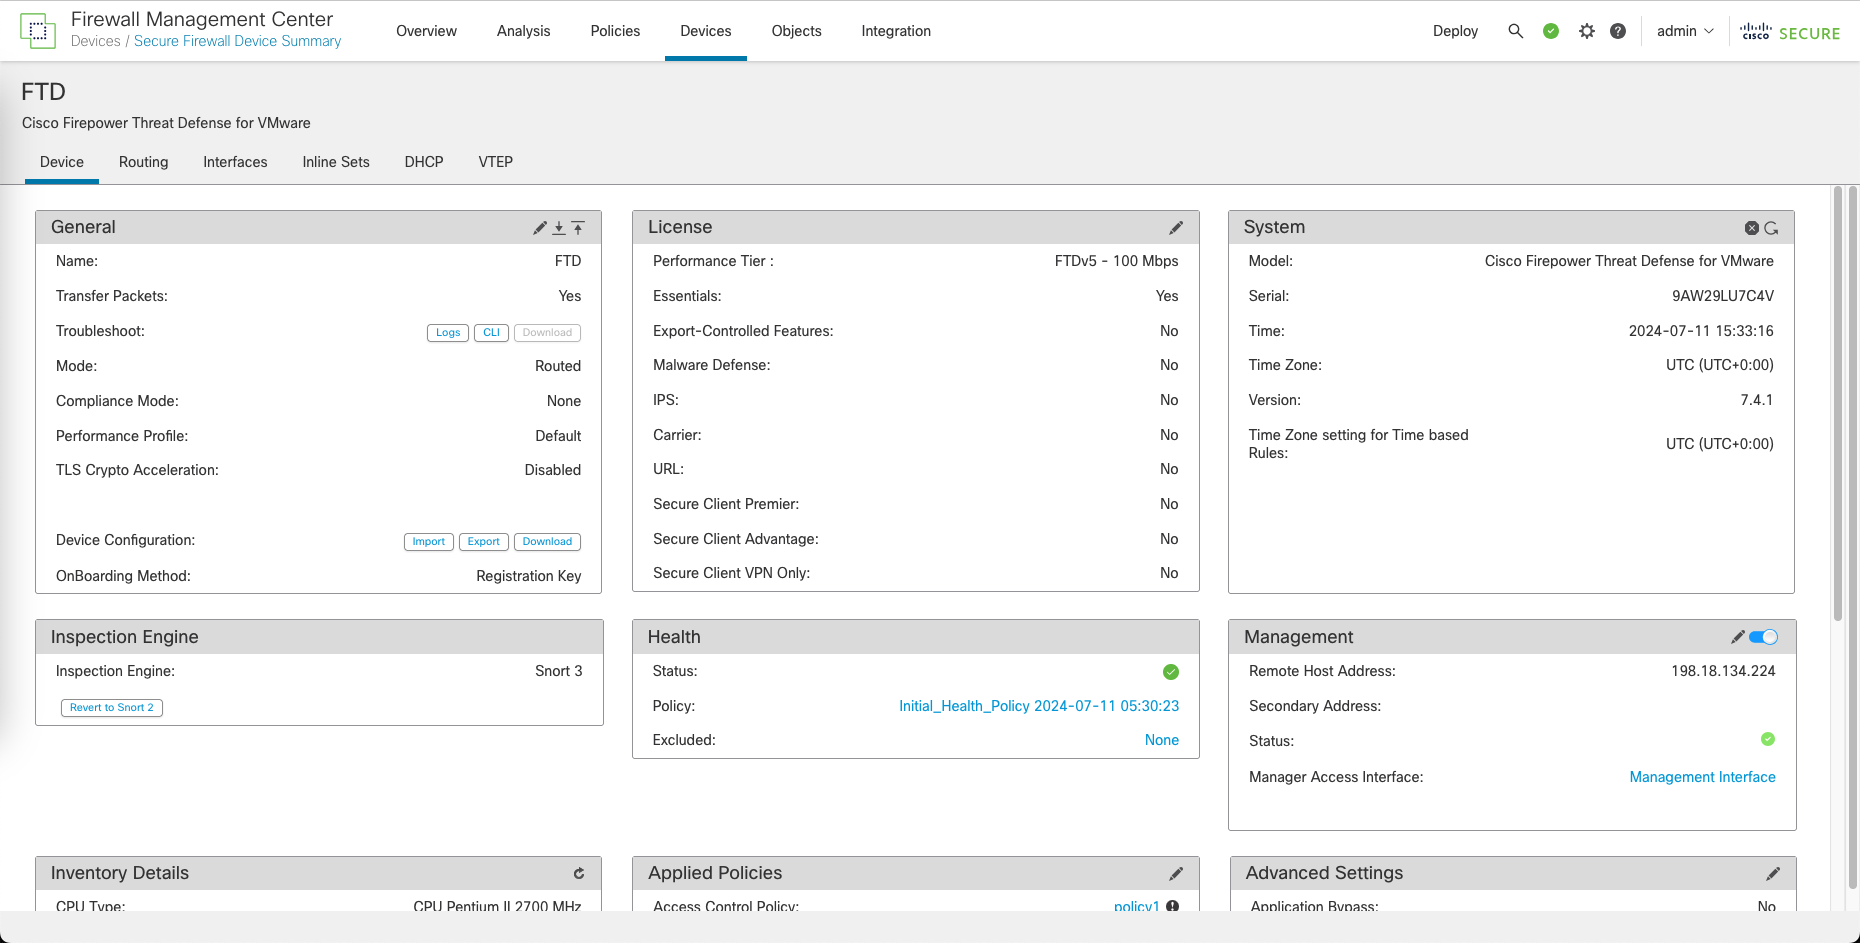 Firewall Management Center
Devices / Secure Firewall Device Summary
Overview Analysis Policies Devices Objects Integration
Deploy admin CISCO SECURE
FTD
Cisco Firepower Threat Defense for VMware
Device Routing Interfaces Inline Sets DHCP VTEP
General
Name: FTD
Transfer Packets: Yes
Troubleshoot: Logs CLI Download
Mode: Routed
Compliance Mode: None
Performance Profile: Default
TLS Crypto Acceleration: Disabled
Device Configuration: Import Export Download
OnBoarding Method: Registration Key
License
Performance Tier : FTDv5 - 100 Mbps
Essentials: Yes
Export-Controlled Features: No
Malware Defense: No
IPS: No
Carrier: No
URL: No
Secure Client Premier: No
Secure Client Advantage: No
Secure Client VPN Only: No
System
Model: Cisco Firepower Threat Defense for VMware
Serial: 9AW29LU7C4V
Time: 2024-07-11 15:33:16
Time Zone: UTC (UTC+0:00)
Version: 7.4.1
Time Zone setting for Time based
Rules: UTC (UTC+0:00)
Inspection Engine
Inspection Engine: Snort 3
Revert to Snort 2
Health
Status:
Policy: Initial_Health_Policy 2024-07-11 05:30:23
Excluded: None
Management
Remote Host Address: 198.18.134.224
Secondary Address:
Status:
Manager Access Interface: Management Interface
Inventory Details
CPU Type: CPU Pentium II 2700 MHz
Applied Policies
Access Control Policy: policy1
Advanced Settings
Application Bypass: No